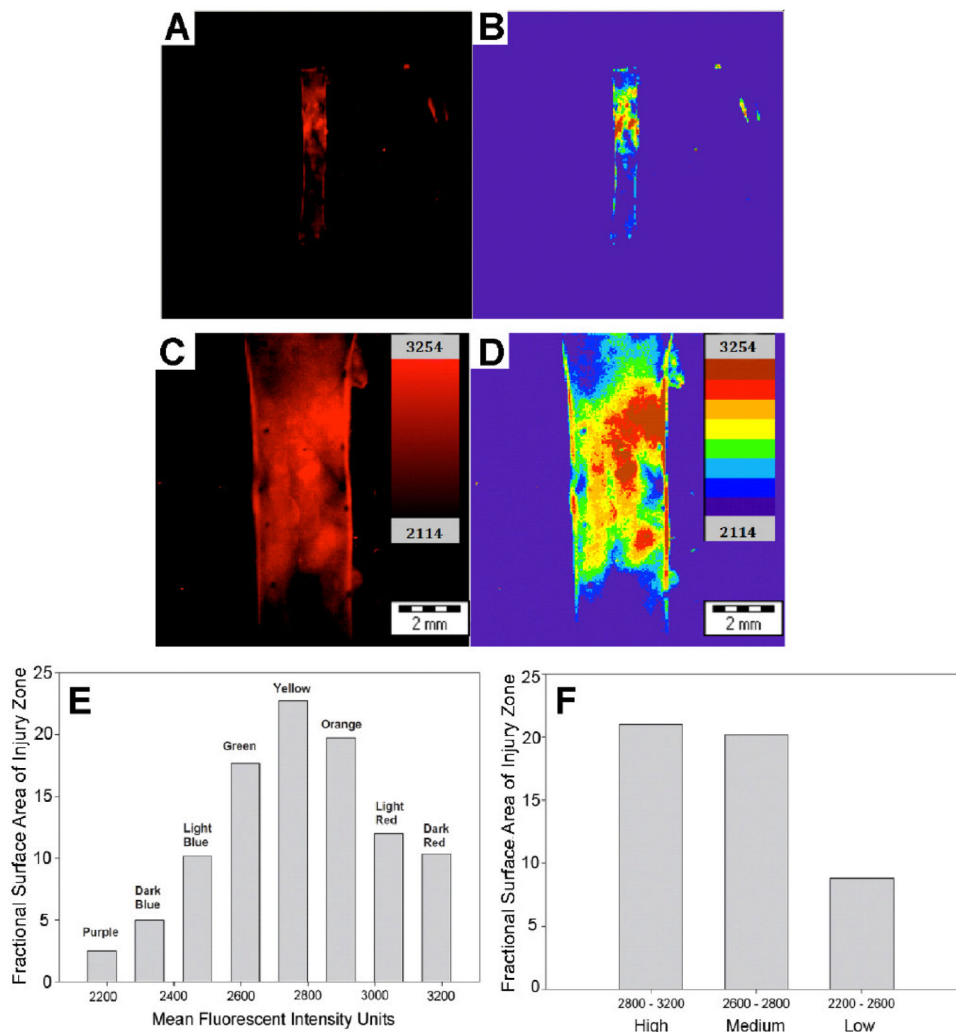 A
B
C
3254
2114
2 mm
D
3254
2114
2 mm
E
Fractional Surface Area of Injury Zone
25
20
15
10
5
0
Purple
Dark
Blue
Light
Blue
Green
Yellow
Orange
Light
Red
Dark
Red
2200
2400
2600
2800
3000
3200
Mean Fluorescent Intensity Units
F
Fractional Surface Area of Injury Zone
25
20
15
10
5
0
2800 - 3200
2600 - 2800
2200 - 2600
High
Medium
Low